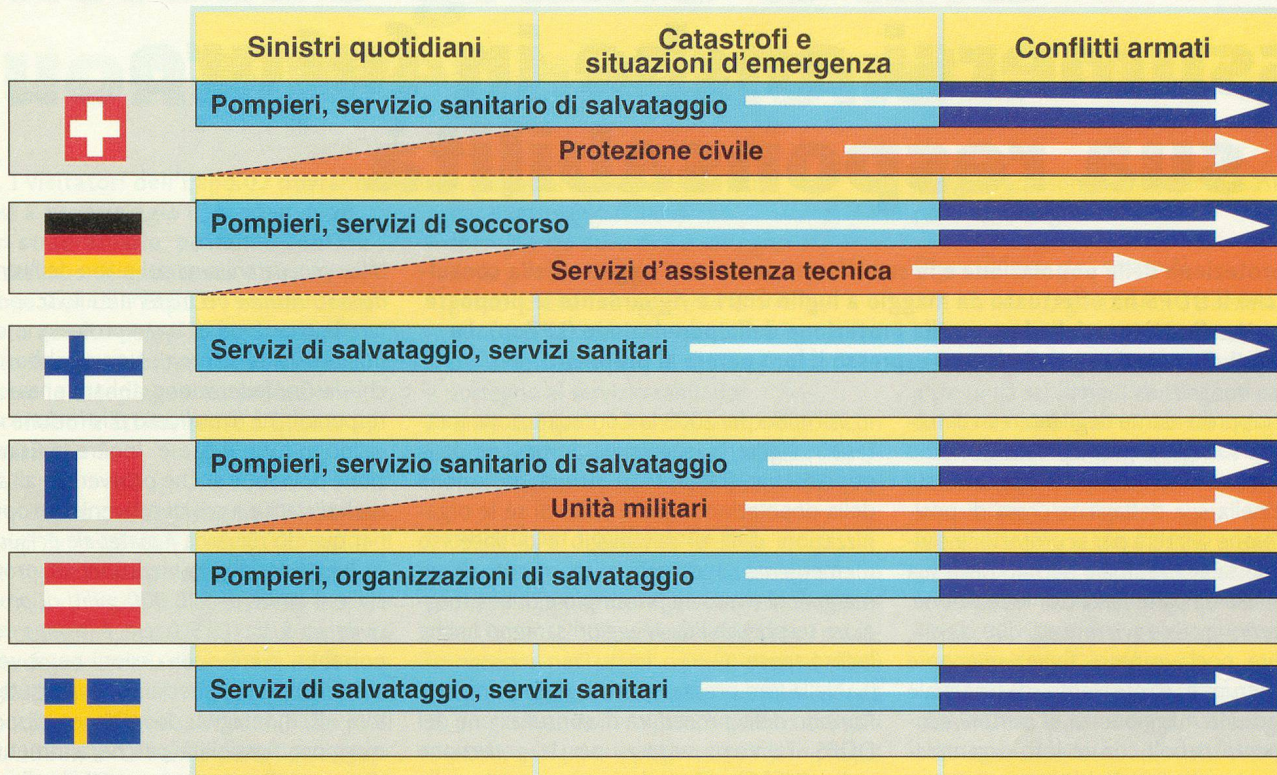 Sinistri quotidiani
Catastrofi e
situazioni d'emergenza
Conflitti armati
Pompieri, servizio sanitario di salvataggio
Protezione civile
Pompieri, servizi di soccorso
Servizi d'assistenza tecnica
Servizi di salvataggio, servizi sanitari
Pompieri, servizio sanitario di salvataggio
Unità militari
Pompieri, organizzazioni di salvataggio
Servizi di salvataggio, servizi sanitari